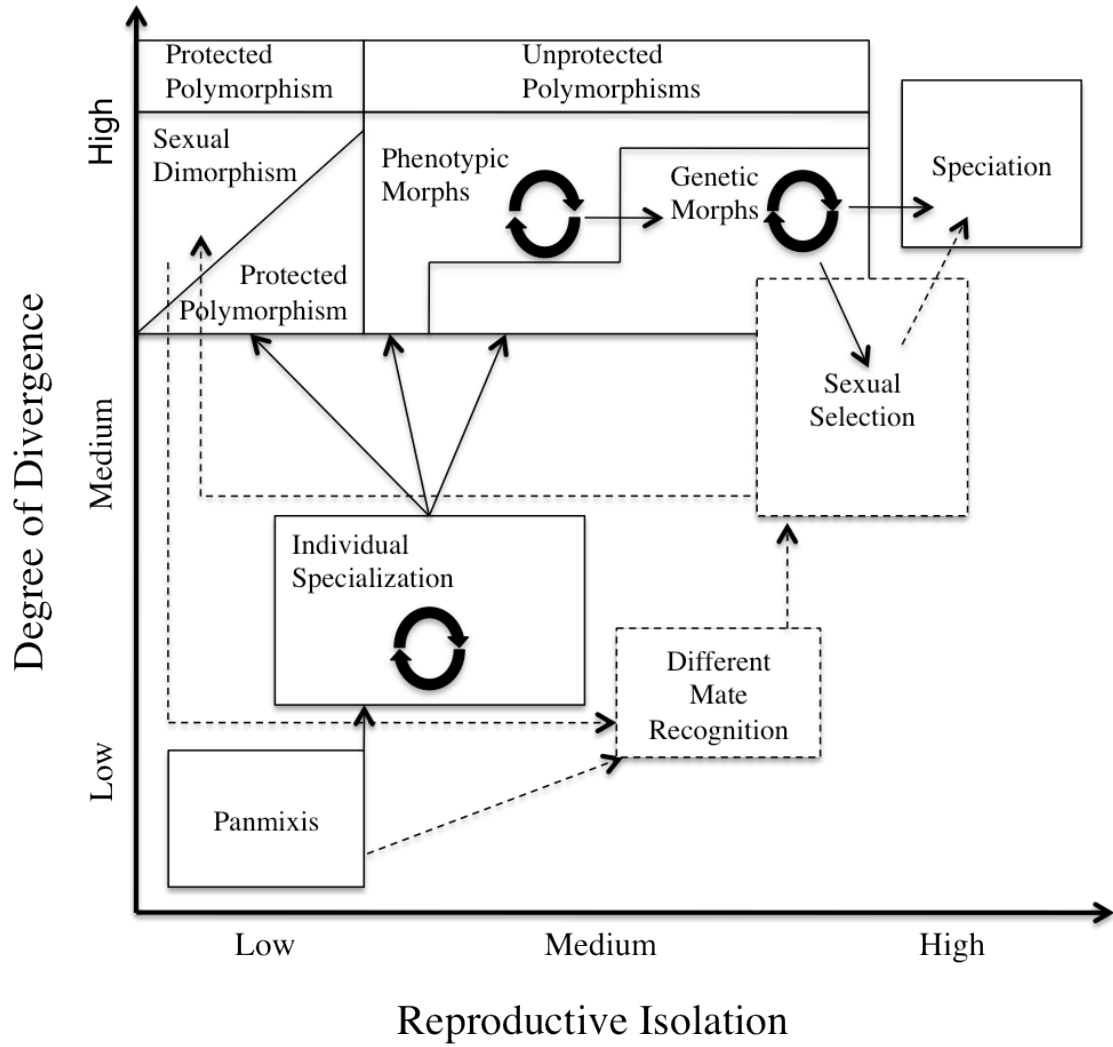 Protected
Polymorphism
Unprotected
Polymorphisms
Sexual
Dimorphism
Phenotypic
Morphs
Genetic
Morphs
Speciation
Protected
Polymorphism
Sexual
Selection
Individual
Specialization
Different
Mate
Recognition
Panmixis
High
Medium
Low
Degree of Divergence
Low
Medium
High
Reproductive Isolation